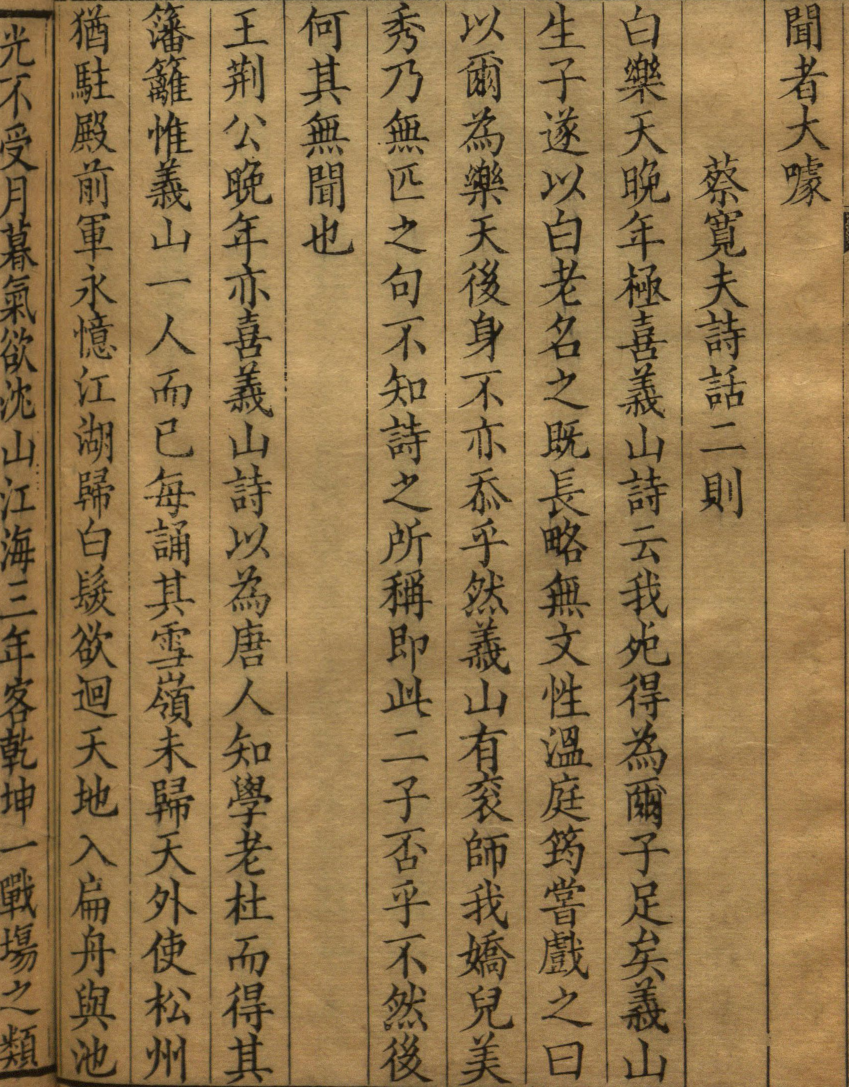 聞者大噱
蔡寬夫詩話二則
白樂天晚年極喜義山詩云我死得為爾子足矣義山
生子遂以白老名之既長略無文性溫庭筠嘗戲之曰
以爾為樂天後身不亦忝乎然義山有衮師我嬌兒美
秀乃無匹之句不知詩之所稱即此二子否乎不然後
何其無聞也
王荆公晚年亦喜義山詩以為唐人知學老杜而得其
籓籬惟義山一人而已每誦其雪嶺未歸天外使松州
猶駐殿前軍永憶江湖歸白髮欲迴天地入扁舟與池
光不受月暮氣欲沈山江海三年客乾坤一戰塲之類